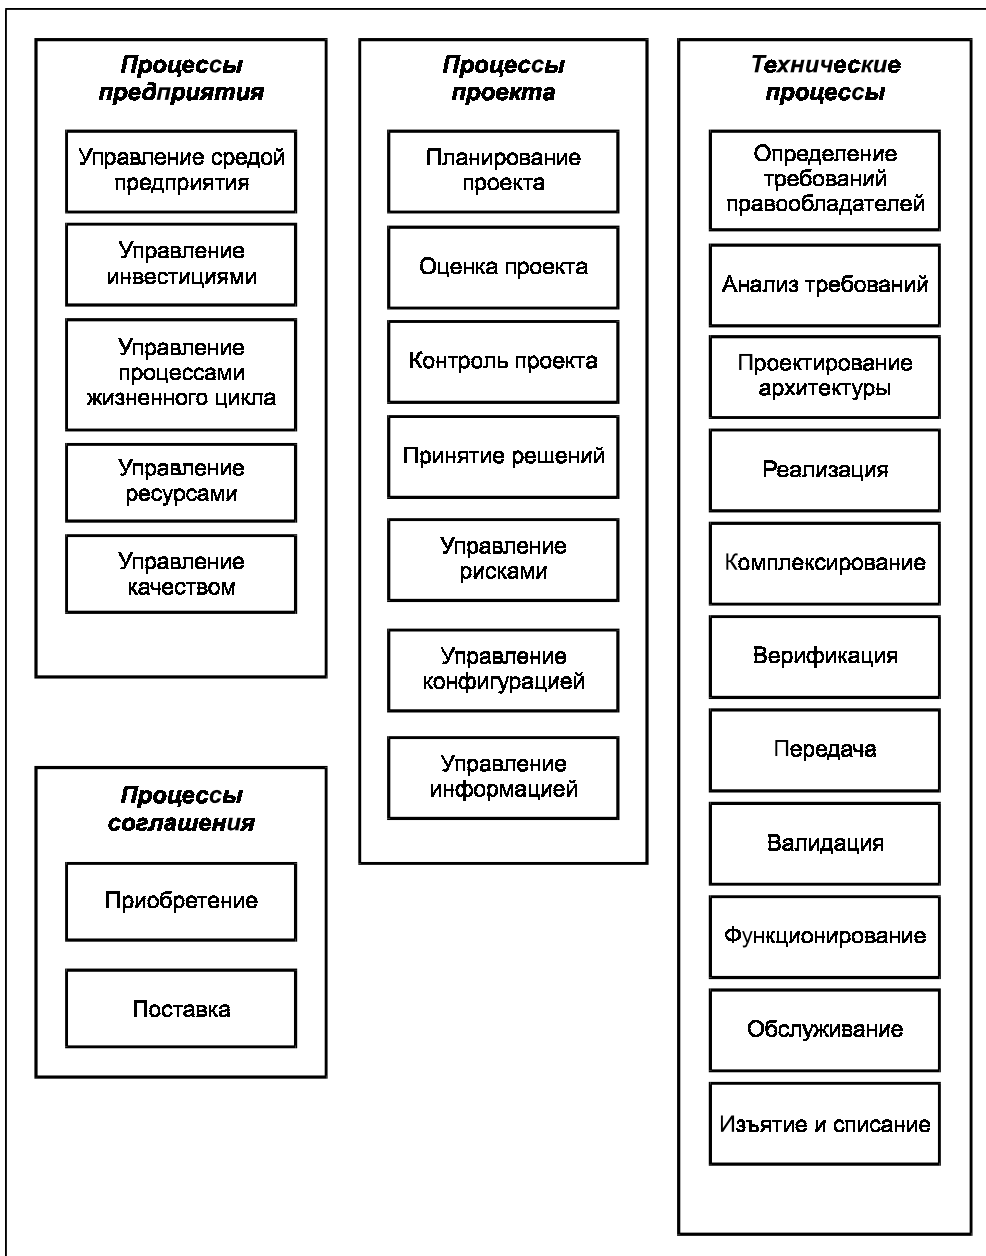 Процессы
предприятия
Управление средой
предприятия
Управление
инвестициями
Управление
процессами
жизненного цикла
Управление
ресурсами
Управление
качеством
Процессы
соглашения
Приобретение
Поставка
Процессы
проекта
Планирование
проекта
Оценка проекта
Контроль проекта
Принятие решений
Управление
рисками
Управление
конфигурацией
Управление
информацией
Технические
процессы
Определение
требований
правообладателей
Анализ требований
Проектирование
архитектуры
Реализация
Комплексирование
Верификация
Передача
Валидация
Функционирование
Обслуживание
Изъятие и списание